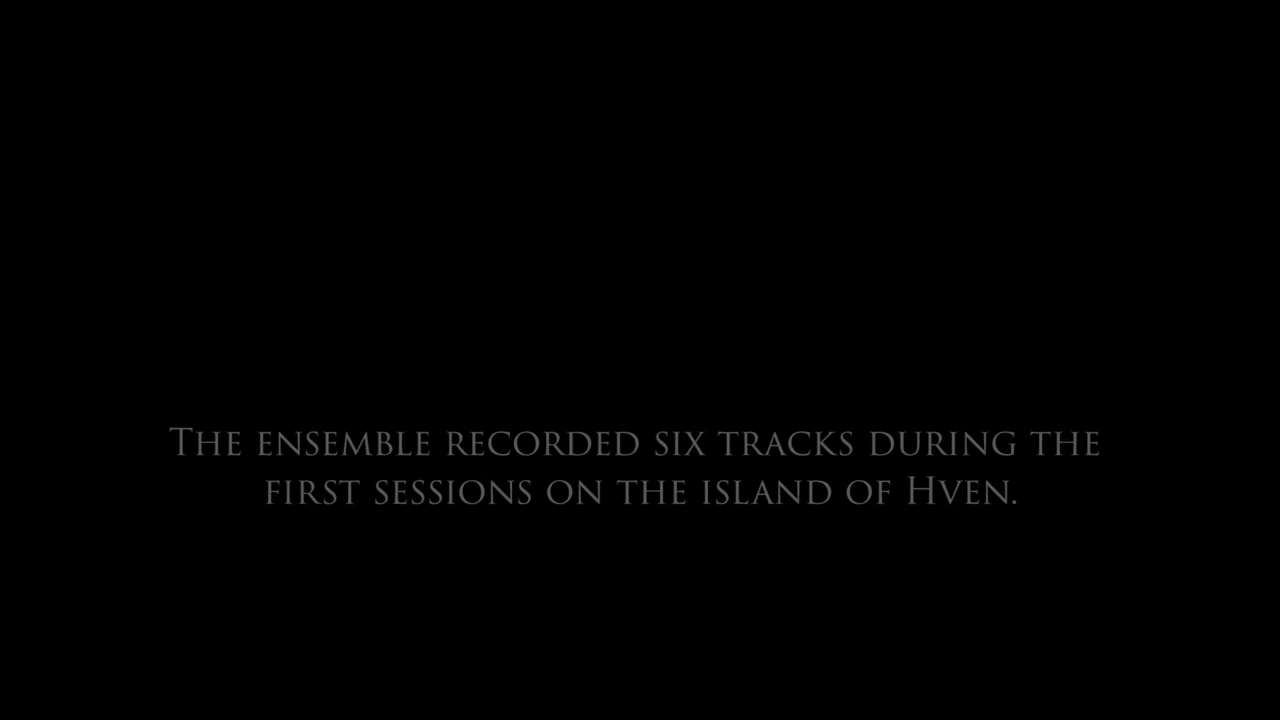 The ensemble recorded six tracks during the
first sessions on the island of Hven.